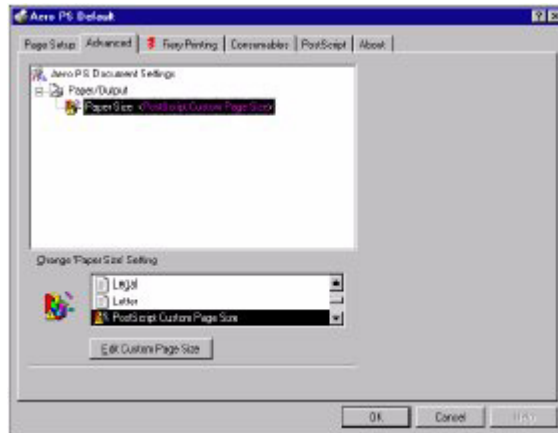 Aero PS Default
Page Setup Advanced Fiery Printing Consumables PostScript About
Aero PS Document Settings
Paper/Output
Paper Size: <PostScript Custom Page Size>
Change 'Paper Size' Setting
Legal
Letter
PostScript Custom Page Size
Edit Custom Page Size
OK Cancel Help